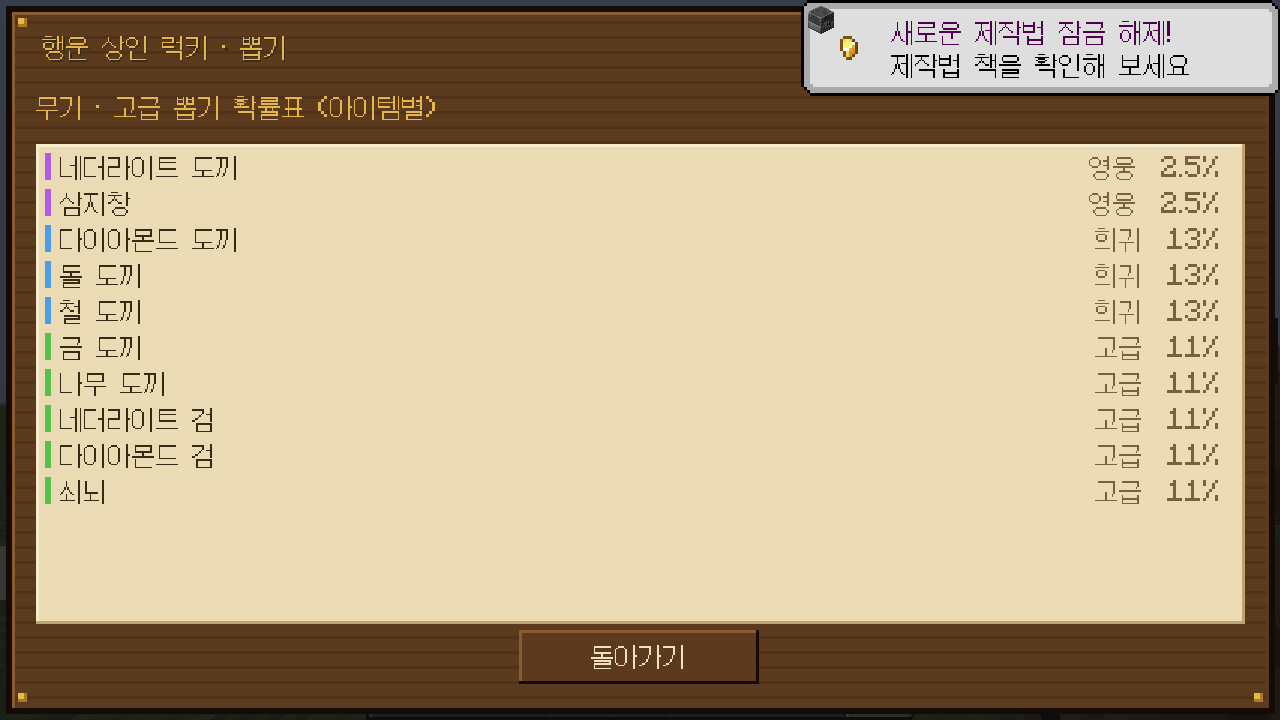 행운 상인 럭키 · 뽑기
새로운 제작법 잠금 해제!
제작법 책을 확인해 보세요
무기 · 고급 뽑기 확률표 (아이템별)
네더라이트 도끼 영웅 2.5%
삼지창 영웅 2.5%
다이아몬드 도끼 희귀 13%
돌 도끼 희귀 13%
철 도끼 희귀 13%
금 도끼 고급 11%
나무 도끼 고급 11%
네더라이트 검 고급 11%
다이아몬드 검 고급 11%
쇠뇌 고급 11%
돌아가기